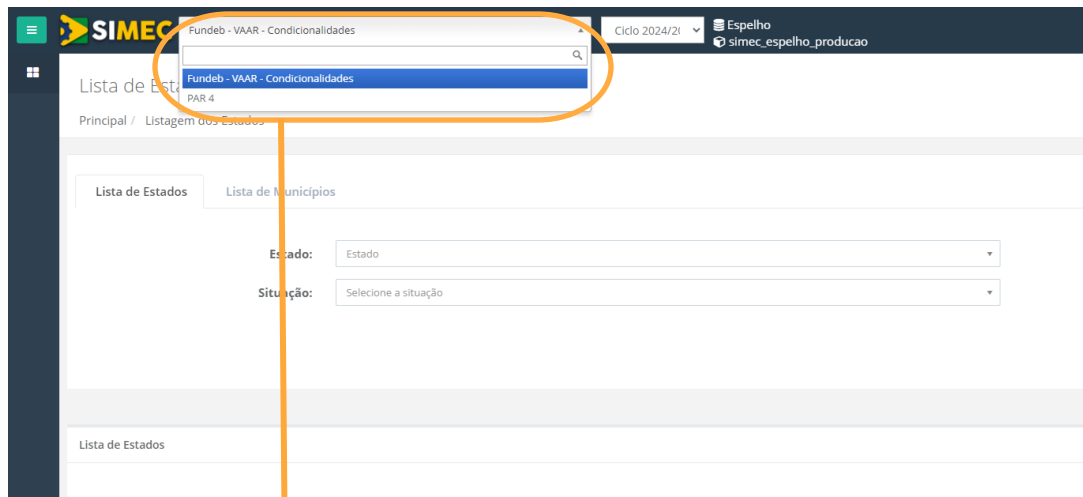 SIMEC
Fundeb - VAAR - Condicionalidades
Ciclo 2024/20
Espelho
simec_espelho_producao
Fundeb - VAAR - Condicionalidades
PAR 4
Lista de Esta
Principal / Listagem dos Estados
Lista de Estados
Lista de Municípios
Estado:
Estado
Situação:
Selecione a situação
Lista de Estados